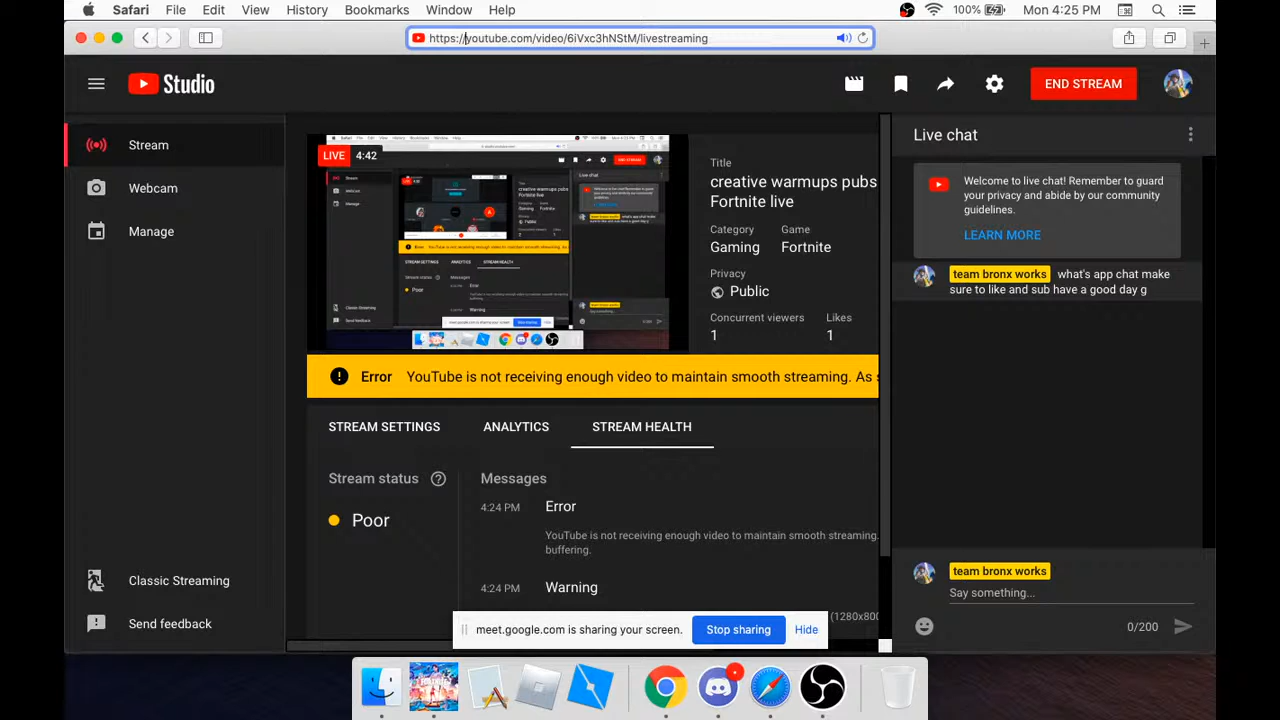 Safari File Edit View History Bookmarks Window Help 100% Mon 4:25 PM
https://youtube.com/video/6iVxc3hNStM/livestreaming
Studio
END STREAM
Stream
Webcam
Manage
Classic Streaming
Send feedback
LIVE 4:42
Title
creative warmups pubs
Fortnite live
Category Game
Gaming Fortnite
Privacy
Public
Concurrent viewers Likes
1 1
Error YouTube is not receiving enough video to maintain smooth streaming. As
STREAM SETTINGS ANALYTICS STREAM HEALTH
Stream status
Poor
Messages
4:24 PM Error
YouTube is not receiving enough video to maintain smooth streaming.
buffering.
4:24 PM Warning
(1280x800
Live chat
Welcome to live chat! Remember to guard
your privacy and abide by our community
guidelines.
LEARN MORE
team bronx works what's app chat make
sure to like and sub have a good day g
team bronx works
Say something...
0/200
meet.google.com is sharing your screen. Stop sharing Hide